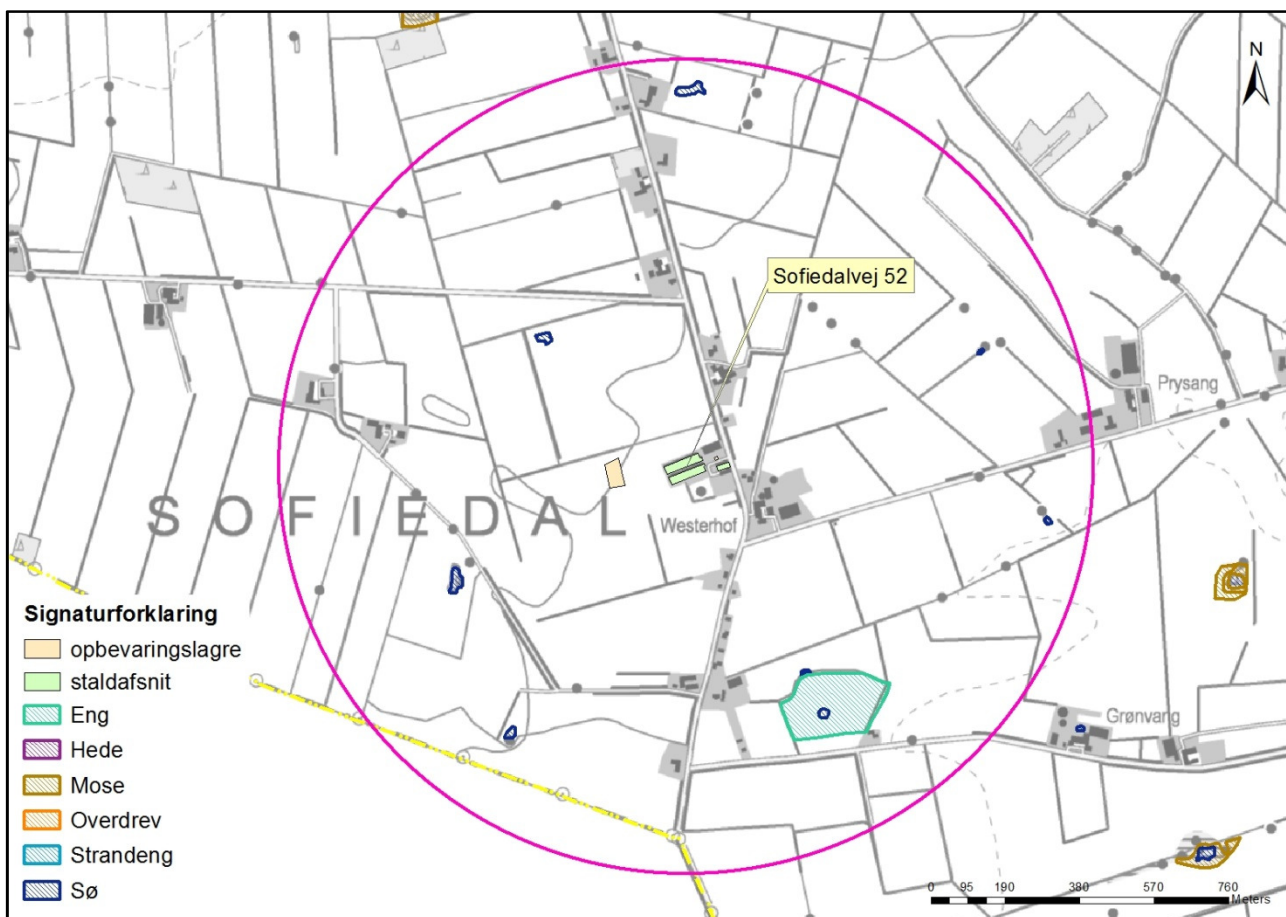 N
Sofiedalvej 52
Prysang
SOFIEDAL
Westerhof
Grønvang
Signaturforklaring
opbevaringslagre
staldafsnit
Eng
Hede
Mose
Overdrev
Strandeng
Sø
0 95 190 380 570 760
Meters